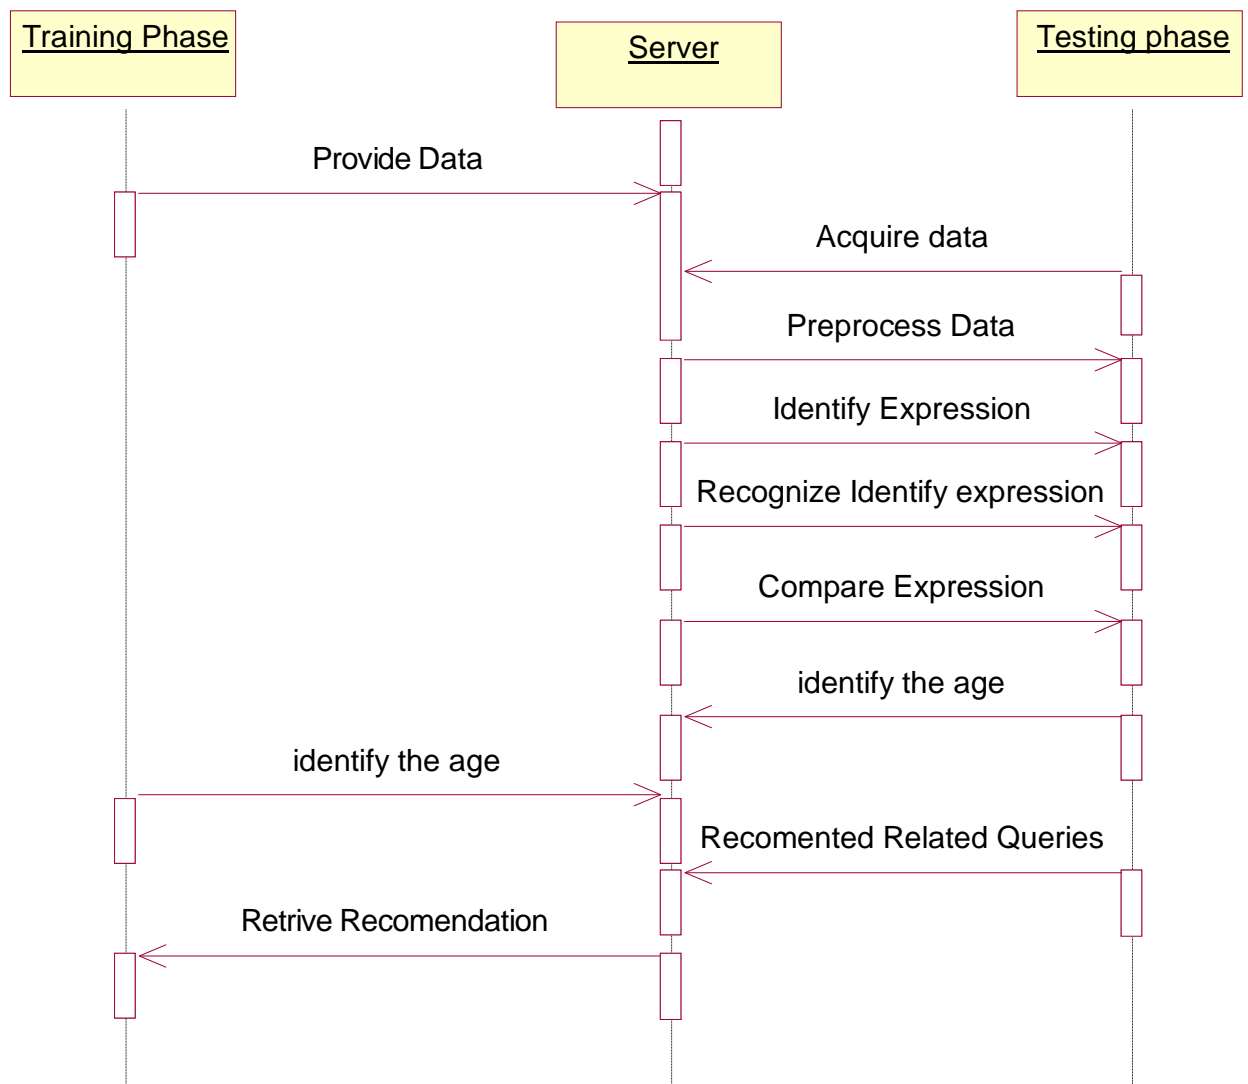 Training Phase
Server
Testing phase
Provide Data
Acquire data
Preprocess Data
Identify Expression
Recognize Identify expression
Compare Expression
identify the age
identify the age
Recomented Related Queries
Retrive Recomendation